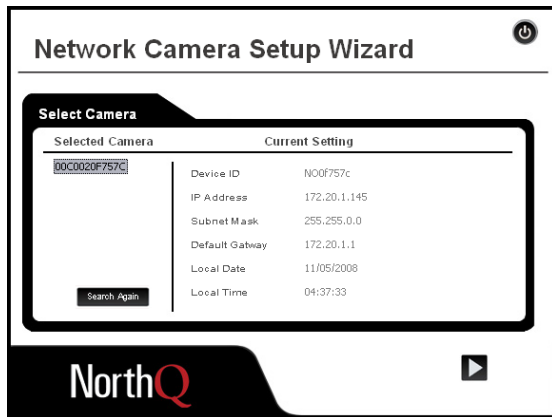 Network Camera Setup Wizard
Select Camera
Selected Camera
Current Setting
00C0020F757C
Device ID NO0f757c
IP Address 172.20.1.145
Subnet Mask 255.255.0.0
Default Gatway 172.20.1.1
Local Date 11/05/2008
Local Time 04:37:33
Search Again
NorthQ